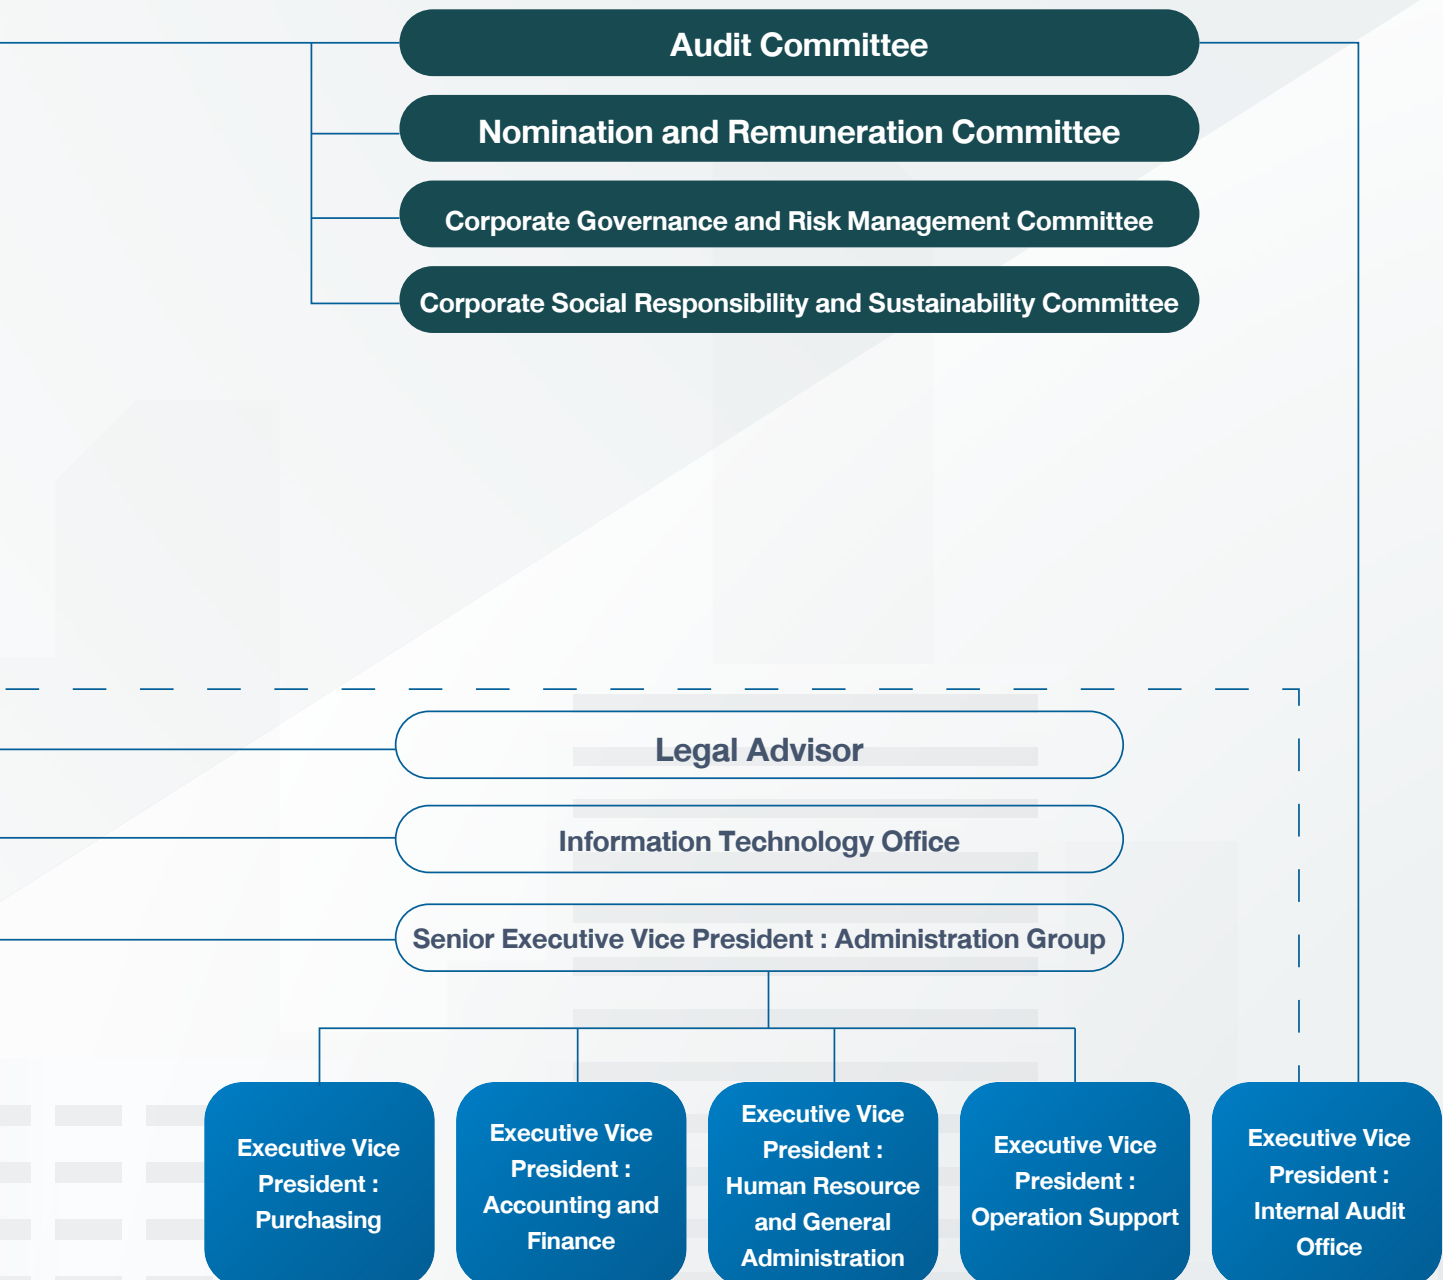 Audit Committee
Nomination and Remuneration Committee
Corporate Governance and Risk Management Committee
Corporate Social Responsibility and Sustainability Committee
Legal Advisor
Information Technology Office
Senior Executive Vice President : Administration Group
Executive Vice
President :
Purchasing
Executive Vice
President :
Accounting and
Finance
Executive Vice
President :
Human Resource
and General
Administration
Executive Vice
President :
Operation Support
Executive Vice
President :
Internal Audit
Office